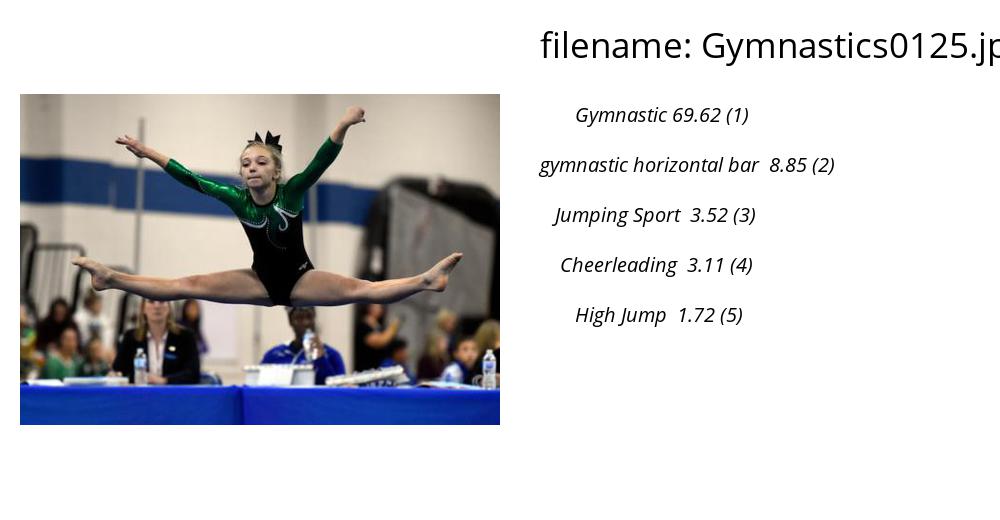 filename: Gymnastics0125.jp
Gymnastic 69.62 (1)
gymnastic horizontal bar 8.85 (2)
Jumping Sport 3.52 (3)
Cheerleading 3.11 (4)
High Jump 1.72 (5)